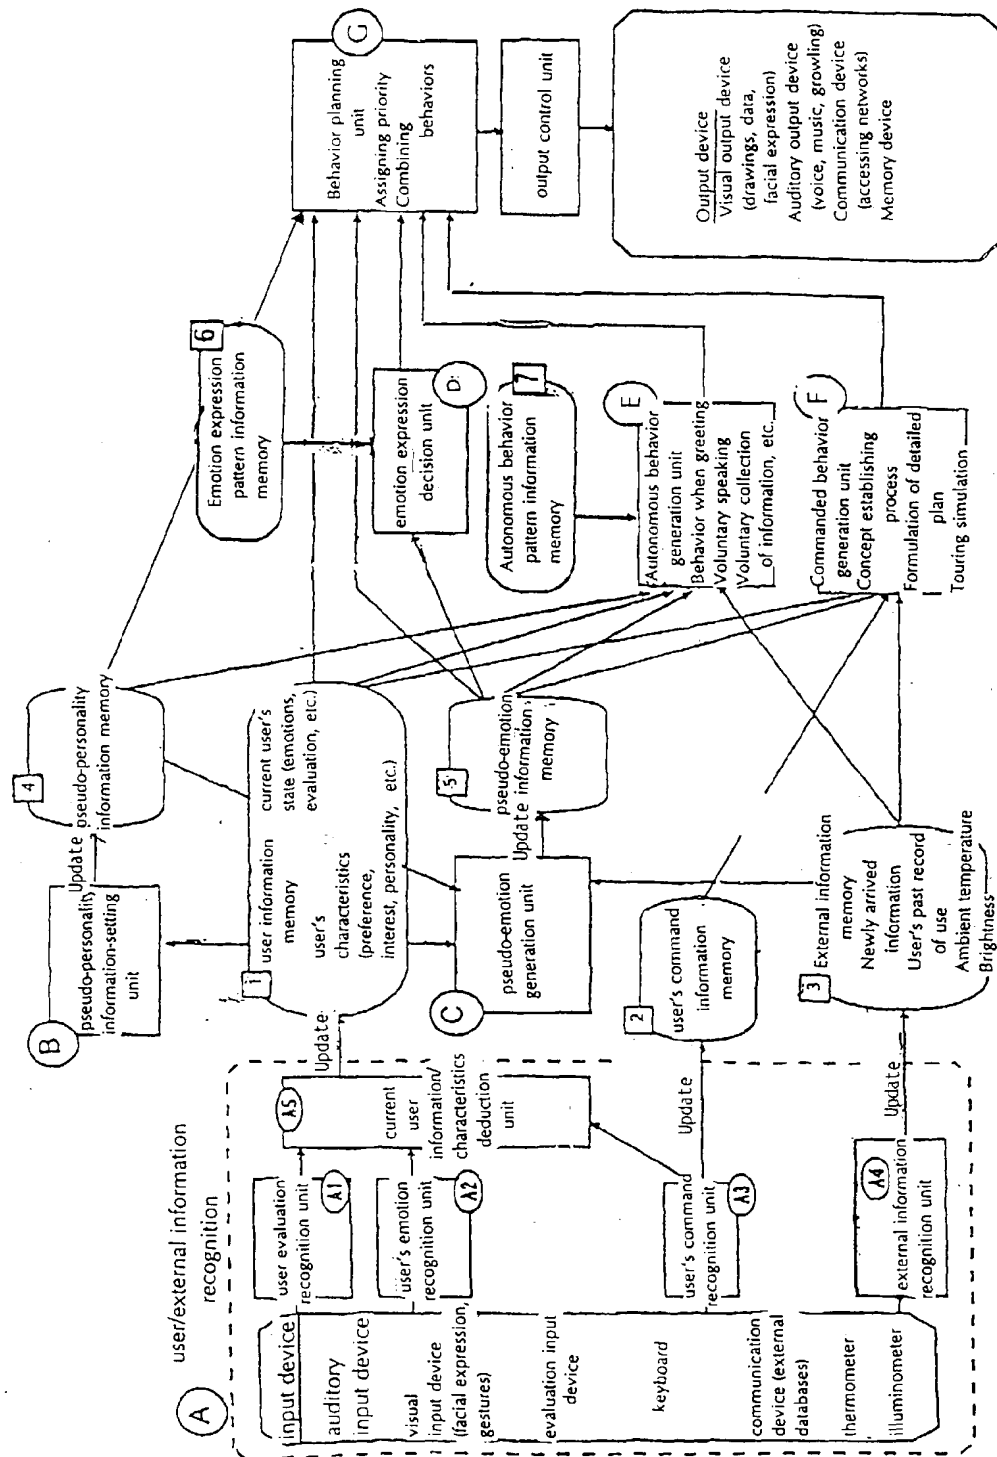 A
user/external information
recognition
input device
auditory
input device
visual
input device
(facial expression,
gestures)
evaluation input
device
keyboard
communication
device (external
databases)
thermometer
illuminometer
user evaluation
recognition unit
A1
user's emotion
recognition unit
A2
user's command
recognition unit
A3
external information
recognition unit
A4
A5
current
user
information/
characteristics
deduction
unit
Update
Update
Update
B
pseudo-personality
information-setting
unit
Update
4
pseudo-personality
information memory
1
user information
memory
user's
characteristics
(preference,
interest, personality, etc.)
current user's
state (emotions,
evaluation, etc.)
C
pseudo-emotion
generation unit
Update
5
pseudo-emotion
information
memory
2
user's command
information
memory
3
External information
memory
Newly arrived
information
User's past record
of use
Ambient temperature
Brightness
6
Emotion expression
pattern information
memory
D
emotion expression
decision unit
7
Autonomous behavior
pattern information
memory
E
Autonomous behavior
generation unit
Behavior when greeting
Voluntary speaking
Voluntary collection
of information, etc.
F
Commanded behavior
generation unit
Concept establishing
process
Formulation of detailed
plan
Touring simulation
G
Behavior planning
unit
Assigning priority
Combining
behaviors
output control unit
Output device
Visual output device
(drawings, data,
facial expression)
Auditory output device
(voice, music, growling)
Communication device
(accessing networks)
Memory device